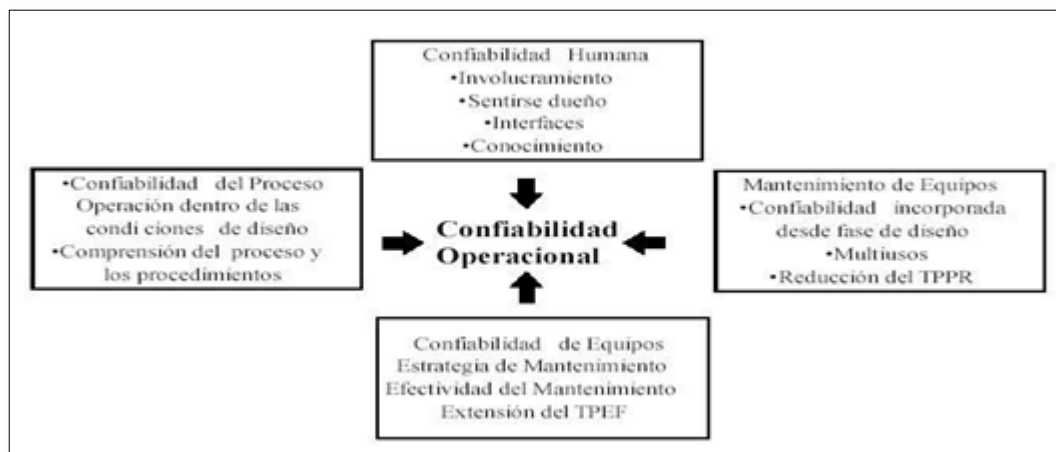 Confiabilidad Humana
•Involucramiento
•Sentirse dueño
•Interfaces
•Conocimiento
•Confiabilidad del Proceso
Operación dentro de las
condi ciones de diseño
•Comprensión del proceso y
los procedimientos
Confiabilidad
Operacional
Mantenimiento de Equipos
•Confiabilidad incorporada
desde fase de diseño
•Multiusos
•Reducción del TPPR
Confiabilidad de Equipos
Estrategia de Mantenimiento
Efectividad del Mantenimiento
Extensión del TPEF